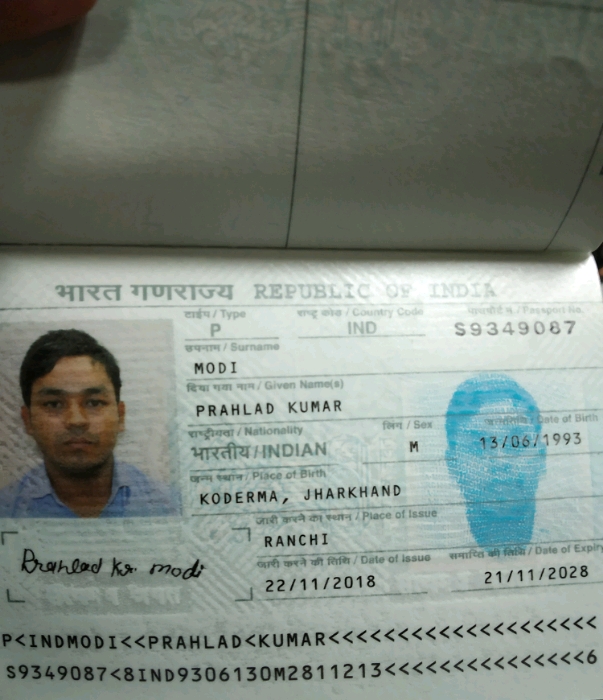 भारत गणराज्य REPUBLIC OF INDIA
टाईप / Type राष्ट्र कोड / Country Code पासपोर्ट नं. / Passport No.
P IND S9349087
उपनाम / Surname
MODI
दिया गया नाम / Given Name(s)
PRAHLAD KUMAR
राष्ट्रीयता / Nationality लिंग / Sex जन्मतिथि / Date of Birth
भारतीय / INDIAN M 13/06/1993
जन्म स्थान / Place of Birth
KODERMA, JHARKHAND
जारी करने का स्थान / Place of Issue
RANCHI
जारी करने की तिथि / Date of Issue समाप्ति की तिथि / Date of Expiry
22/11/2018 21/11/2028
Prahlad kr. modi
P<INDMODI<<PRAHLAD<KUMAR<<<<<<<<<<<<<<<<<<<<
S9349087<8IND9306130M2811213<<<<<<<<<<<<<<<6